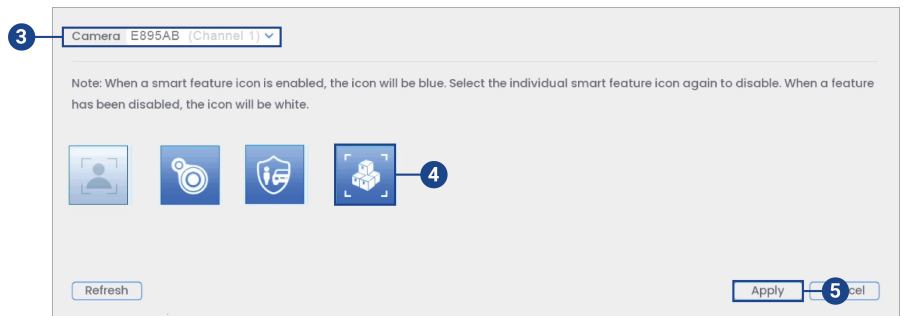 3 Camera E895AB (Channel 1)
Note: When a smart feature icon is enabled, the icon will be blue. Select the individual smart feature icon again to disable. When a feature
has been disabled, the icon will be white.
4
Refresh Apply 5 cel